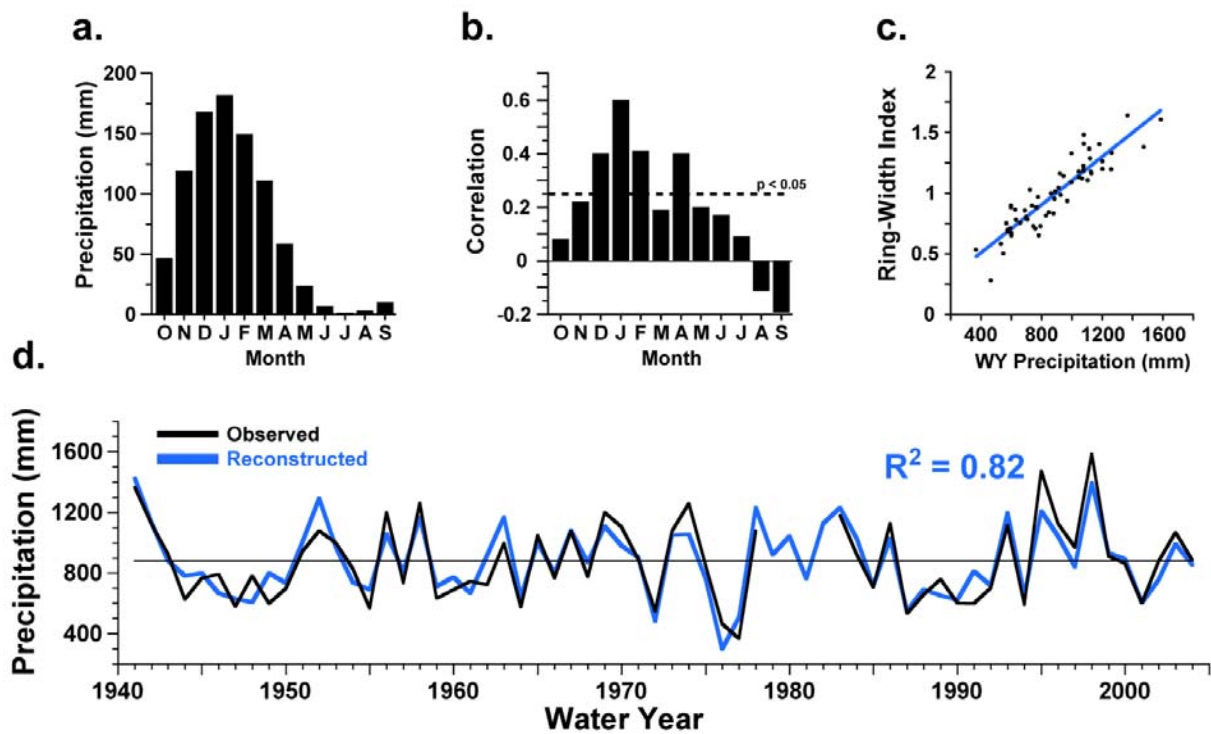 a.
b.
c.
Precipitation (mm)
200
150
100
50
0
O N D J F M A M J J A S
Month
Correlation
0.6
0.4
0.2
0
-0.2
p < 0.05
O N D J F M A M J J A S
Month
Ring-Width Index
2
1.5
1
0.5
0
400 800 1200 1600
WY Precipitation (mm)
d.
Precipitation (mm)
1600
1200
800
400
Observed
Reconstructed
R² = 0.82
1940 1950 1960 1970 1980 1990 2000
Water Year